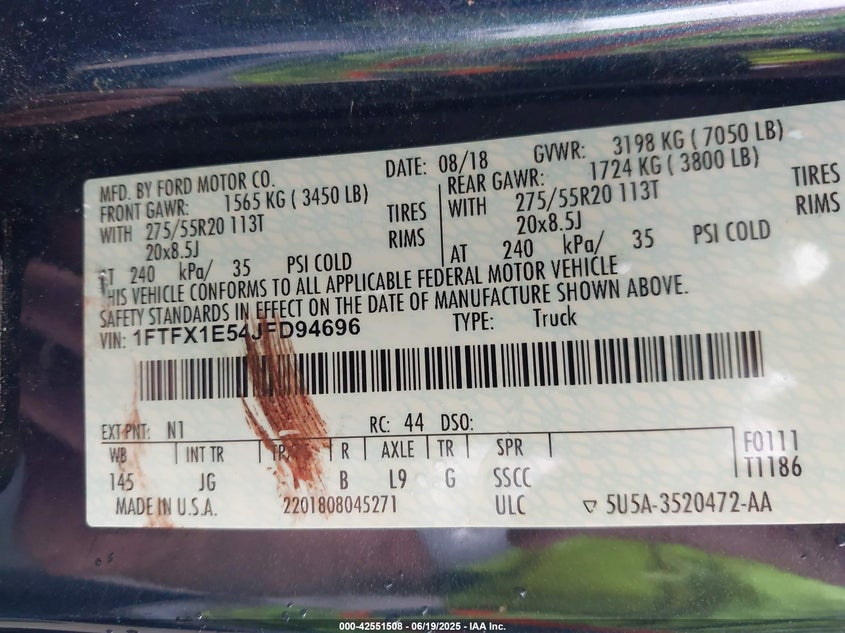 MFD. BY FORD MOTOR CO. DATE: 08/18 GVWR: 3198 KG ( 7050 LB)
FRONT GAWR: 1565 KG ( 3450 LB) REAR GAWR: 1724 KG ( 3800 LB)
WITH 275/55R20 113T TIRES WITH 275/55R20 113T TIRES
20x8.5J RIMS 20x8.5J RIMS
AT 240 kPa/ 35 PSI COLD AT 240 kPa/ 35 PSI COLD
THIS VEHICLE CONFORMS TO ALL APPLICABLE FEDERAL MOTOR VEHICLE
SAFETY STANDARDS IN EFFECT ON THE DATE OF MANUFACTURE SHOWN ABOVE.
VIN: 1FTFX1E54JFD94696 TYPE: Truck
EXT PNT: N1 RC: 44 DSO:
WB INT TR R AXLE TR SPR F0111
145 JG B L9 G SSCC T1186
MADE IN U.S.A. 2201808045271 ULC ▽ 5U5A-3520472-AA
000-42551508 - 06/19/2025 - IAA Inc.